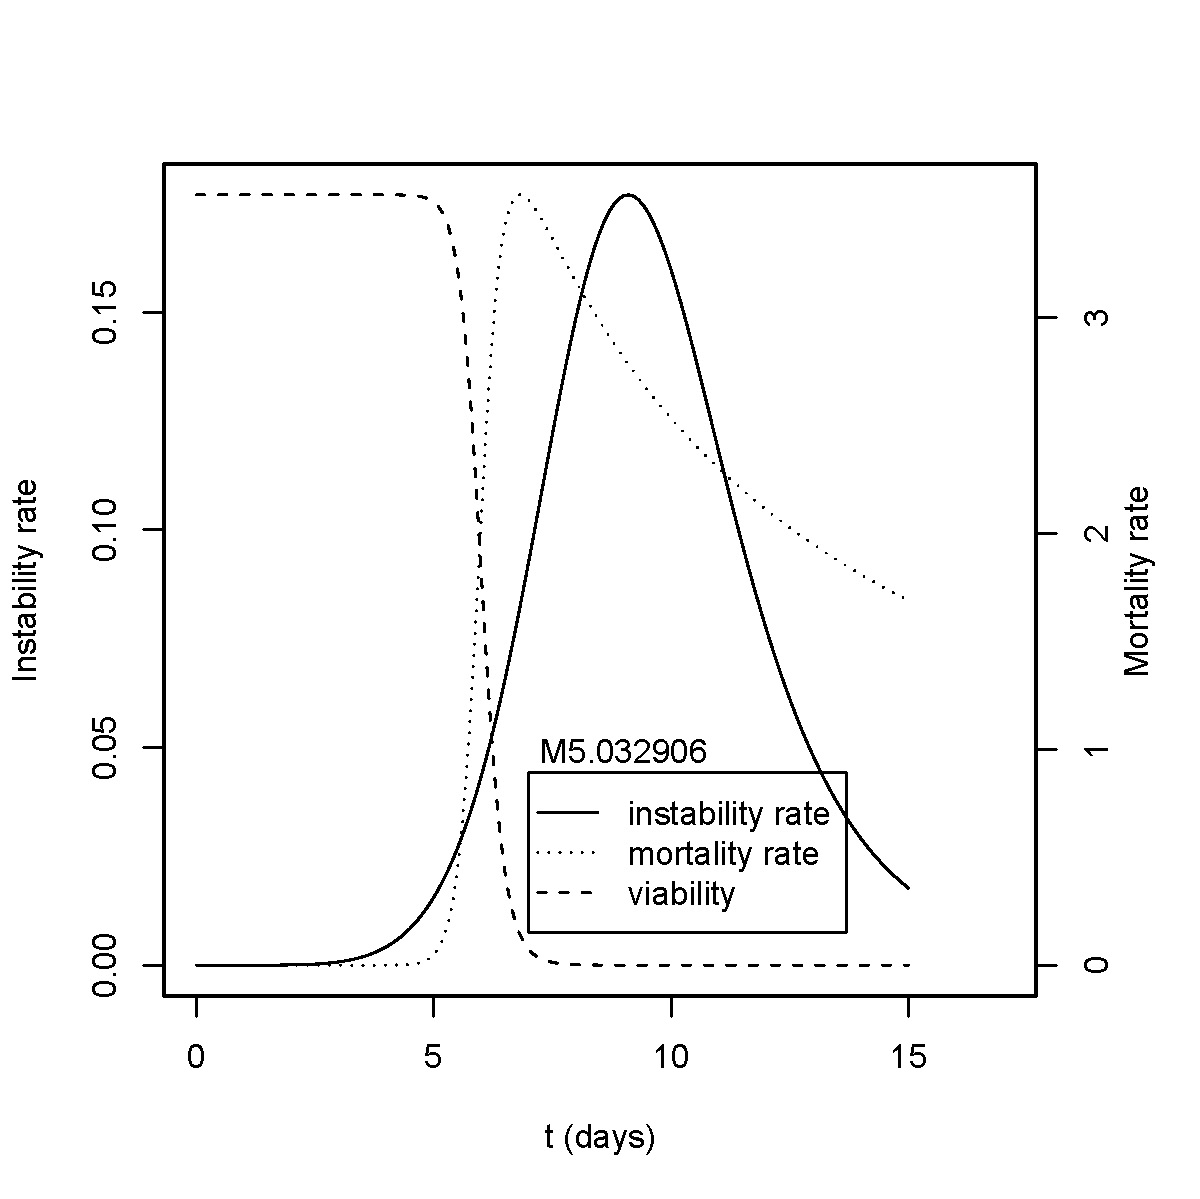 Instability rate
0.15
0.10
0.05
0.00
3
2
1
0
Mortality rate
M5.032906
instability rate
mortality rate
viability
0 5 10 15
t (days)